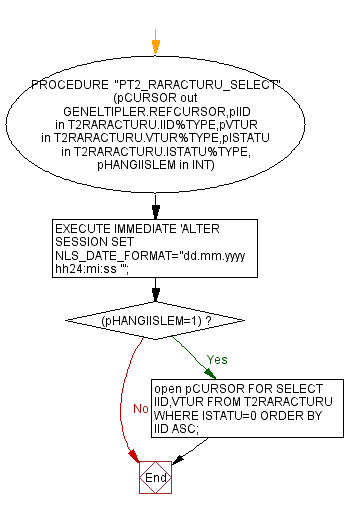 PROCEDURE "PT2_RARACTURU_SELECT"
(pCURSOR out
GENELTIPLER.REFCURSOR,pIID
in T2RARACTURU.IID%TYPE,pVTUR
in T2RARACTURU.VTUR%TYPE,pISTATU
in T2RARACTURU.ISTATU%TYPE,
pHANGIISLEM in INT)
EXECUTE IMMEDIATE 'ALTER
SESSION SET
NLS_DATE_FORMAT="dd.mm.yyyy
hh24:mi:ss "';
(pHANGIISLEM=1) ?
Yes
open pCURSOR FOR SELECT
IID,VTUR FROM T2RARACTURU
WHERE ISTATU=0 ORDER BY
IID ASC;
No
End